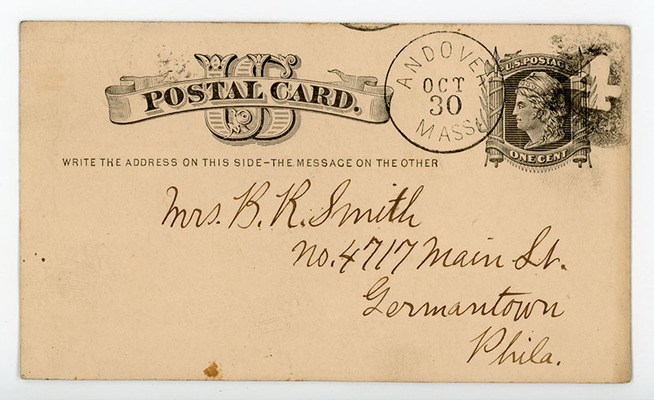 US
POSTAL CARD.
ANDOVER
OCT
30
MASS.
U.S. POSTAGE
ONE CENT
WRITE THE ADDRESS ON THIS SIDE–THE MESSAGE ON THE OTHER
Mrs. B. K. Smith
No. 4717 Main St.
Germantown
Phila.